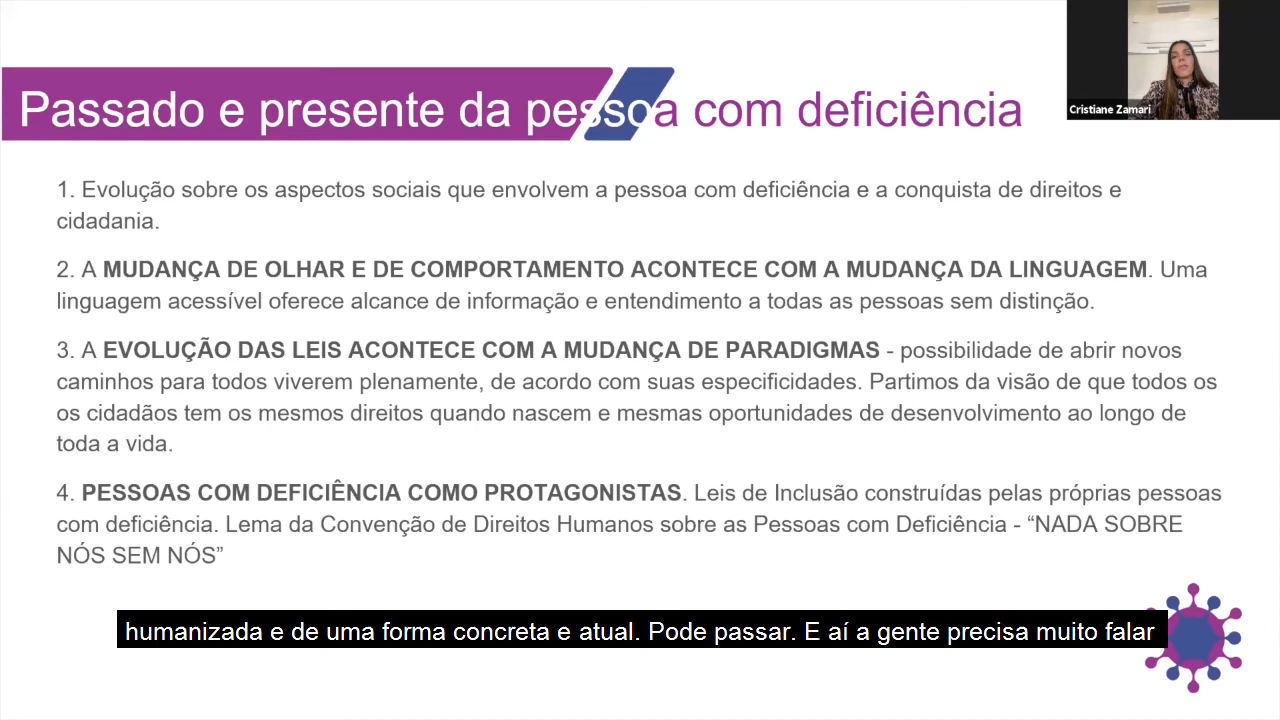 Passado e presente da pessoa com deficiência
Cristiane Zamari
1. Evolução sobre os aspectos sociais que envolvem a pessoa com deficiência e a conquista de direitos e
cidadania.
2. A MUDANÇA DE OLHAR E DE COMPORTAMENTO ACONTECE COM A MUDANÇA DA LINGUAGEM. Uma
linguagem acessível oferece alcance de informação e entendimento a todas as pessoas sem distinção.
3. A EVOLUÇÃO DAS LEIS ACONTECE COM A MUDANÇA DE PARADIGMAS - possibilidade de abrir novos
caminhos para todos viverem plenamente, de acordo com suas especificidades. Partimos da visão de que todos os
os cidadãos tem os mesmos direitos quando nascem e mesmas oportunidades de desenvolvimento ao longo de
toda a vida.
4. PESSOAS COM DEFICIÊNCIA COMO PROTAGONISTAS. Leis de Inclusão construídas pelas próprias pessoas
com deficiência. Lema da Convenção de Direitos Humanos sobre as Pessoas com Deficiência - “NADA SOBRE
NÓS SEM NÓS”
humanizada e de uma forma concreta e atual. Pode passar. E aí a gente precisa muito falar